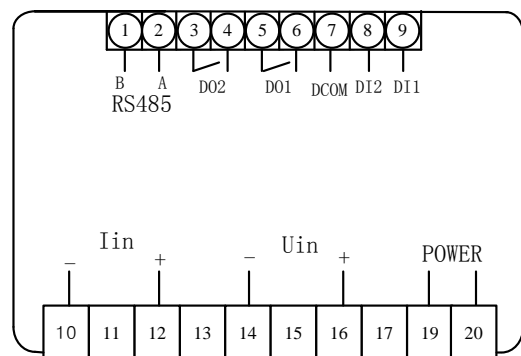 1 2 3 4 5 6 7 8 9
B A DO2 DO1 DCOM DI2 DI1
RS485
Iin Uin POWER
- + - +
10 11 12 13 14 15 16 17 19 20